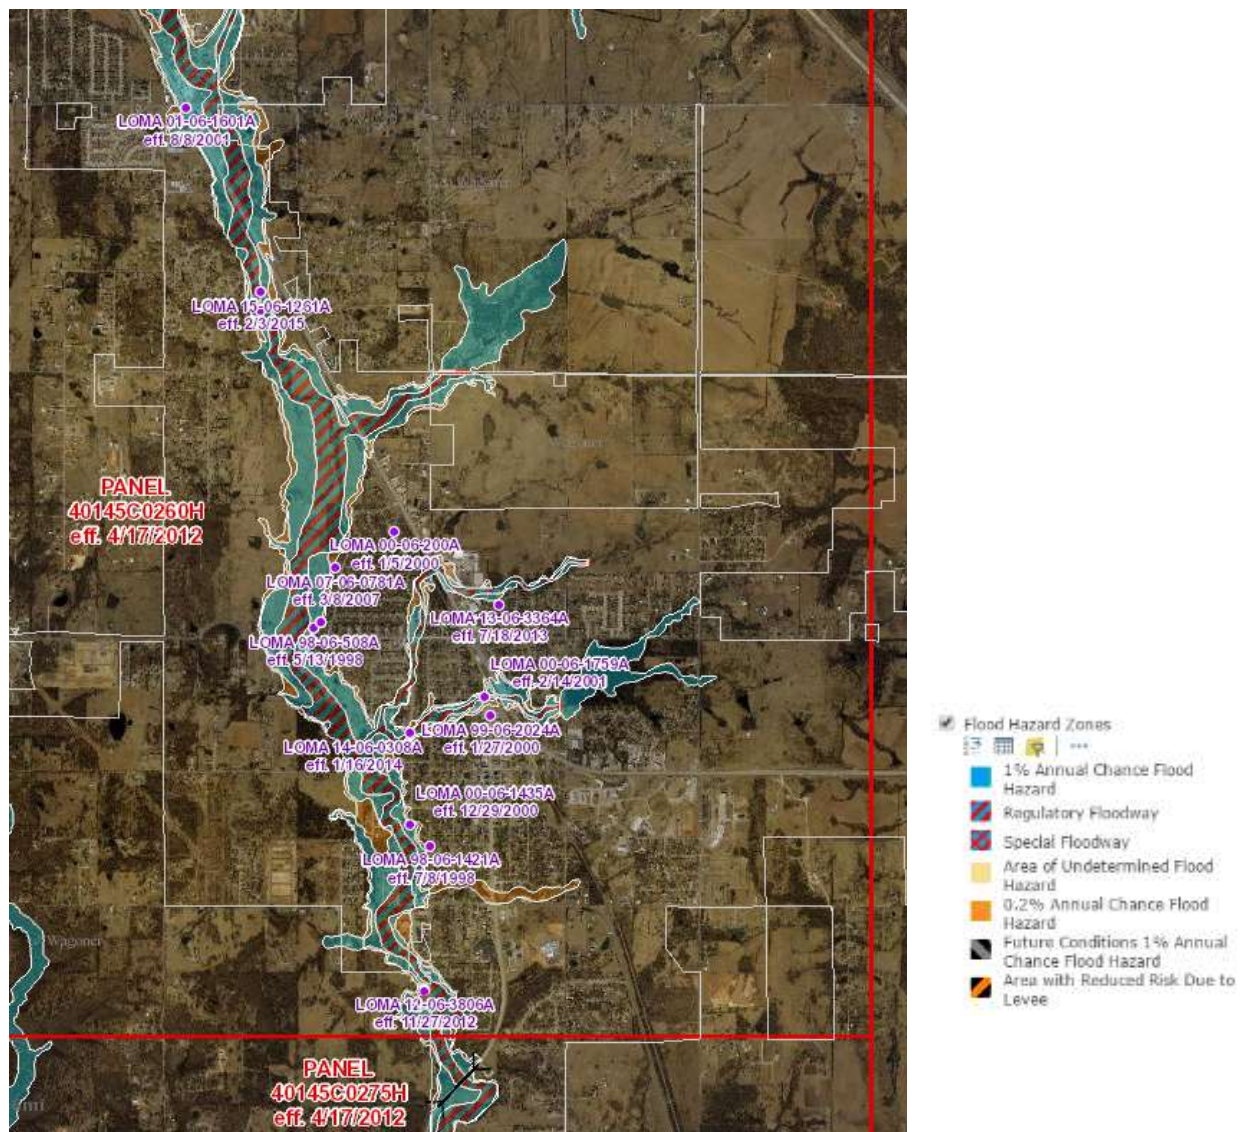 LOMA 01-06-1601A
eff. 8/8/2001
Wagoner
LOMA 15-06-1261A
eff. 2/3/2015
Wagoner
PANEL
40145C0260H
eff. 4/17/2012
LOMA 00-06-200A
eff. 1/5/2000
LOMA 07-06-0781A
eff. 3/8/2007
LOMA 13-06-3364A
eff. 7/18/2013
LOMA 98-06-508A
eff. 5/13/1998
LOMA 00-06-1759A
eff. 2/14/2001
LOMA 99-06-2024A
eff. 1/27/2000
LOMA 14-06-0308A
eff. 1/16/2014
LOMA 00-06-1435A
eff. 12/29/2000
LOMA 98-06-1421A
eff. 7/8/1998
Wagoner
LOMA 12-06-3806A
eff. 11/27/2012
PANEL
40145C0275H
eff. 4/17/2012
Flood Hazard Zones
1% Annual Chance Flood
Hazard
Regulatory Floodway
Special Floodway
Area of Undetermined Flood
Hazard
0.2% Annual Chance Flood
Hazard
Future Conditions 1% Annual
Chance Flood Hazard
Area with Reduced Risk Due to
Levee